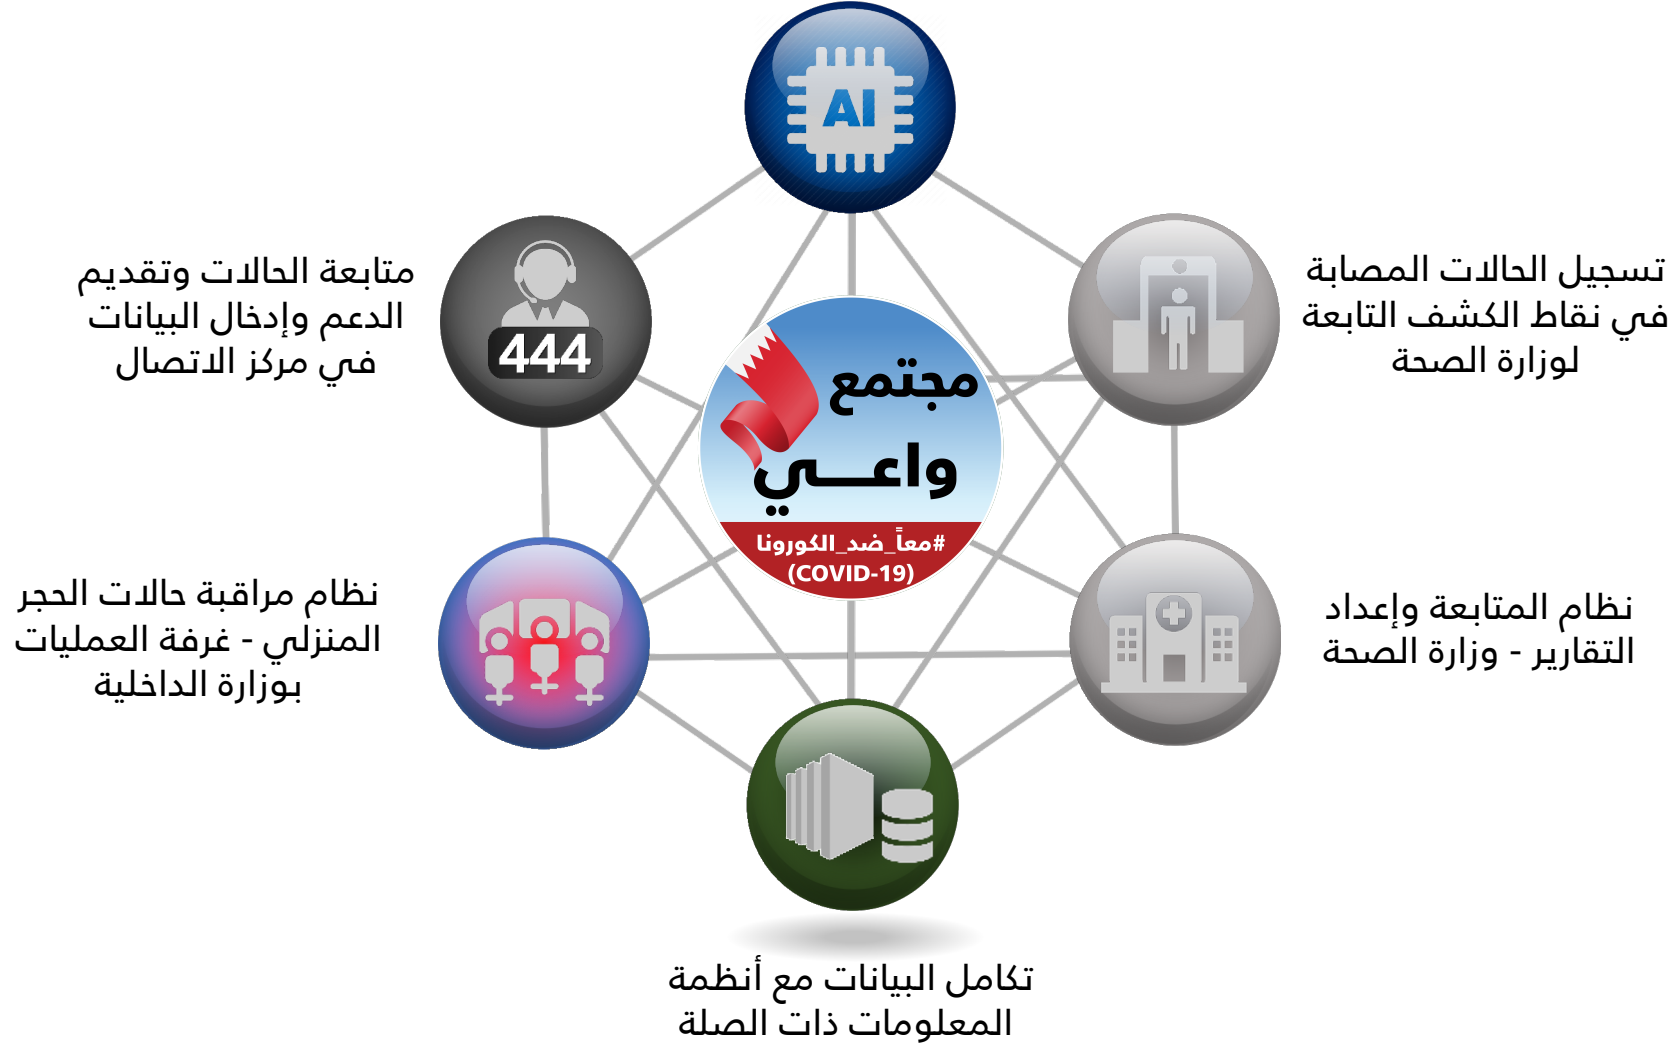 AI
تسجيل الحالات المصابة
في نقاط الكشف التابعة
لوزارة الصحة
متابعة الحالات وتقديم
الدعم وإدخال البيانات
في مركز الاتصال
444
مجتمع
واعـــي
#معاً_ضد_الكورونا
(COVID-19)
نظام المتابعة وإعداد
التقارير - وزارة الصحة
نظام مراقبة حالات الحجر
المنزلي - غرفة العمليات
بوزارة الداخلية
تكامل البيانات مع أنظمة
المعلومات ذات الصلة